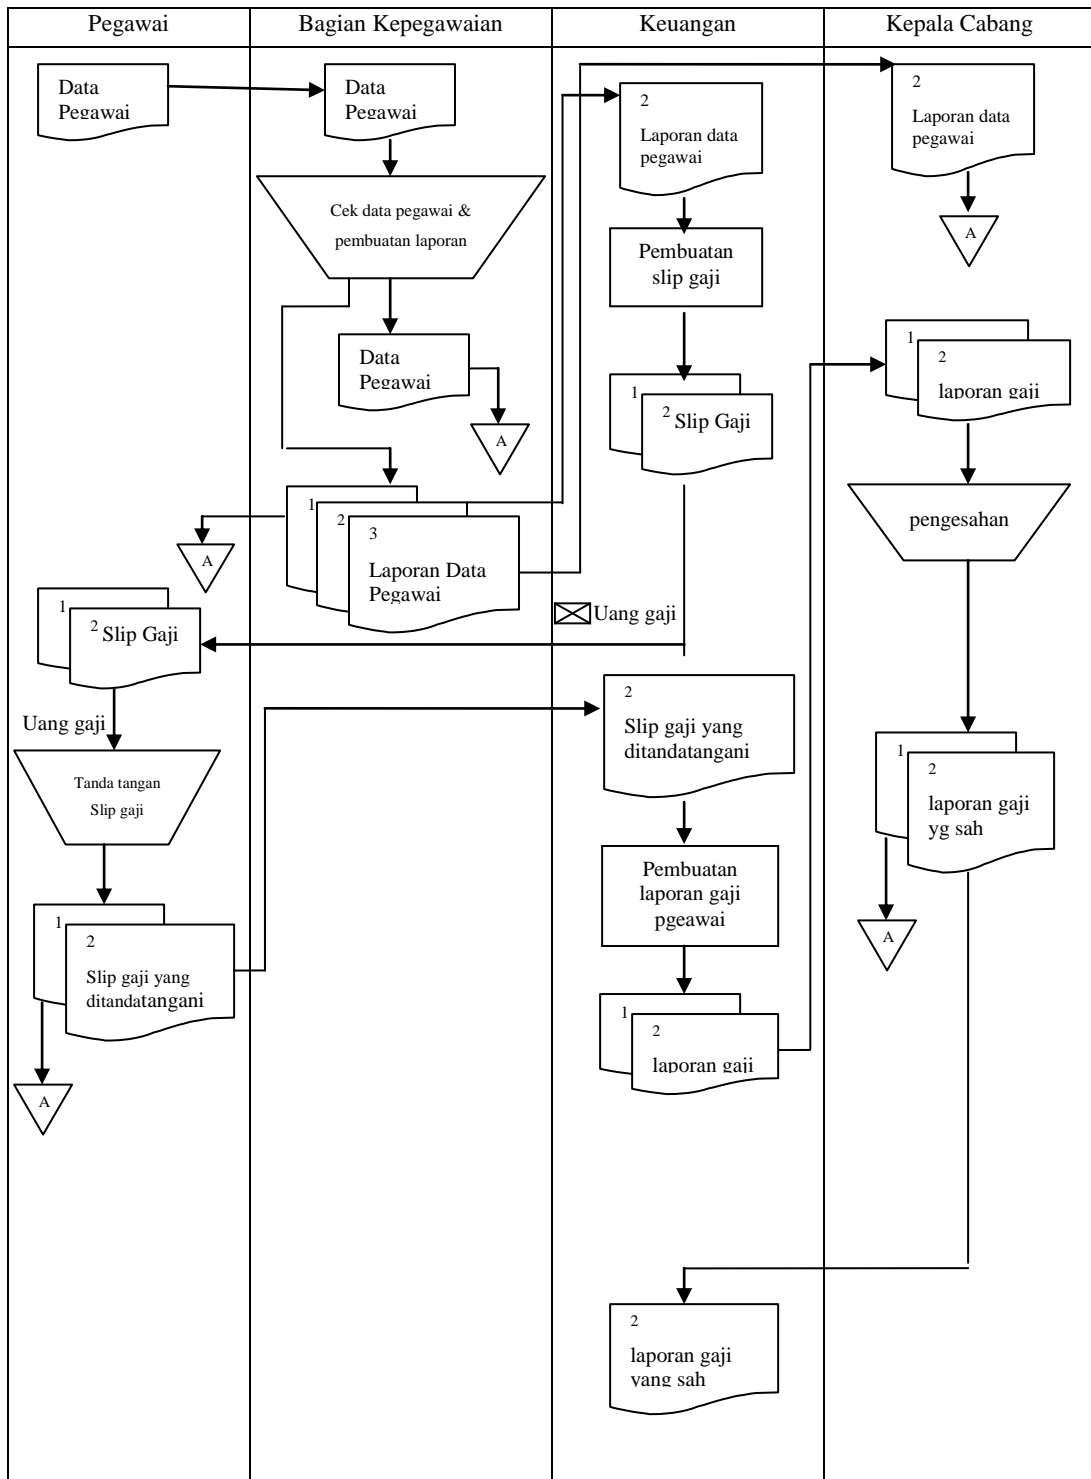 Pegawai
Bagian Kepegawaian
Keuangan
Kepala Cabang
Data
Pegawai
Data
Pegawai
Cek data pegawai &
pembuatan laporan
Data
Pegawai
A
1
2
3
Laporan Data
Pegawai
A
2
Laporan data
pegawai
Pembuatan
slip gaji
1
2 Slip Gaji
Uang gaji
2
Laporan data
pegawai
A
1
2 Slip Gaji
Uang gaji
Tanda tangan
Slip gaji
1
2
Slip gaji yang
ditandatangani
A
2
Slip gaji yang
ditandatangani
Pembuatan
laporan gaji
pgeawai
1
2
laporan gaji
1
2
laporan gaji
pengesahan
1
2
laporan gaji
yg sah
A
2
laporan gaji
yang sah